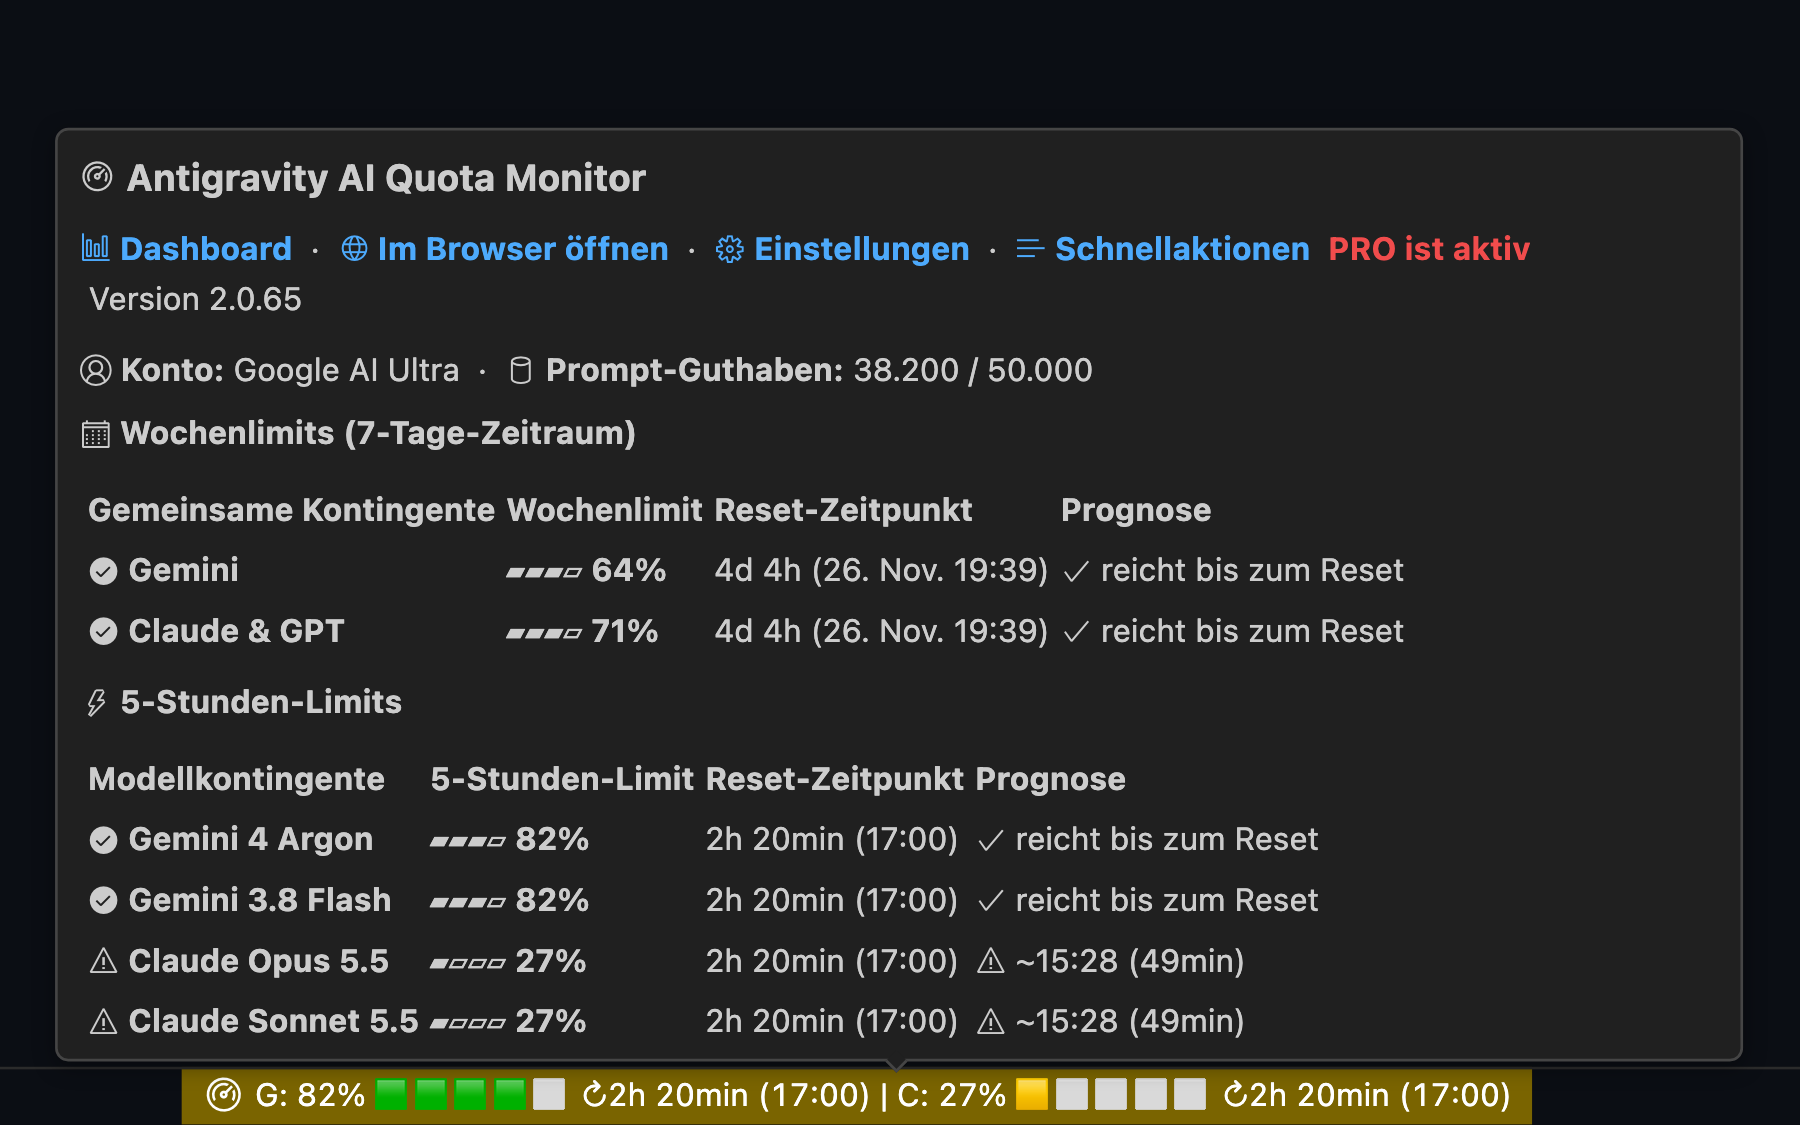 Antigravity AI Quota Monitor
Dashboard · Im Browser öffnen · Einstellungen · Schnellaktionen PRO ist aktiv
Version 2.0.65
Konto: Google AI Ultra · Prompt-Guthaben: 38.200 / 50.000
Wochenlimits (7-Tage-Zeitraum)
Gemeinsame Kontingente Wochenlimit Reset-Zeitpunkt Prognose
Gemini ▰▰▰▱ 64% 4d 4h (26. Nov. 19:39) ✓ reicht bis zum Reset
Claude & GPT ▰▰▰▱ 71% 4d 4h (26. Nov. 19:39) ✓ reicht bis zum Reset
5-Stunden-Limits
Modellkontingente 5-Stunden-Limit Reset-Zeitpunkt Prognose
Gemini 4 Argon ▰▰▰▱ 82% 2h 20min (17:00) ✓ reicht bis zum Reset
Gemini 3.8 Flash ▰▰▰▱ 82% 2h 20min (17:00) ✓ reicht bis zum Reset
Claude Opus 5.5 ▰▱▱▱ 27% 2h 20min (17:00) ⚠ ~15:28 (49min)
Claude Sonnet 5.5 ▰▱▱▱ 27% 2h 20min (17:00) ⚠ ~15:28 (49min)
G: 82% 🟩🟩🟩🟩⬜ ↻2h 20min (17:00) | C: 27% 🟨⬜⬜⬜⬜ ↻2h 20min (17:00)